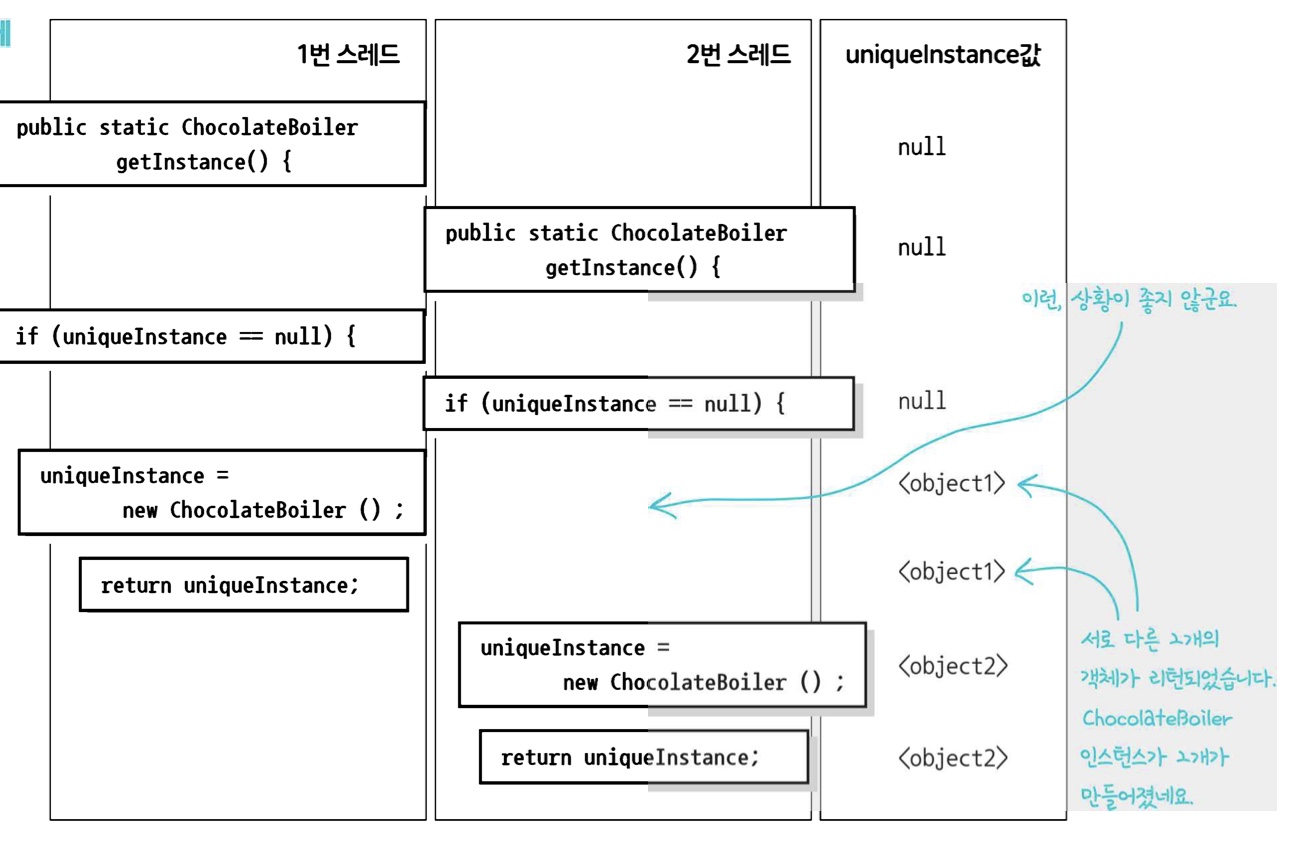 1번 스레드
2번 스레드
uniqueInstance값
public static ChocolateBoiler
getInstance() {
null
public static ChocolateBoiler
getInstance() {
null
이런, 상황이 좋지 않군요.
if (uniqueInstance == null) {
if (uniqueInstance == null) {
null
uniqueInstance =
new ChocolateBoiler () ;
<object1>
return uniqueInstance;
<object1>
uniqueInstance =
new ChocolateBoiler () ;
<object2>
return uniqueInstance;
<object2>
서로 다른 2개의
객체가 리턴되었습니다.
ChocolateBoiler
인스턴스가 2개가
만들어졌네요.